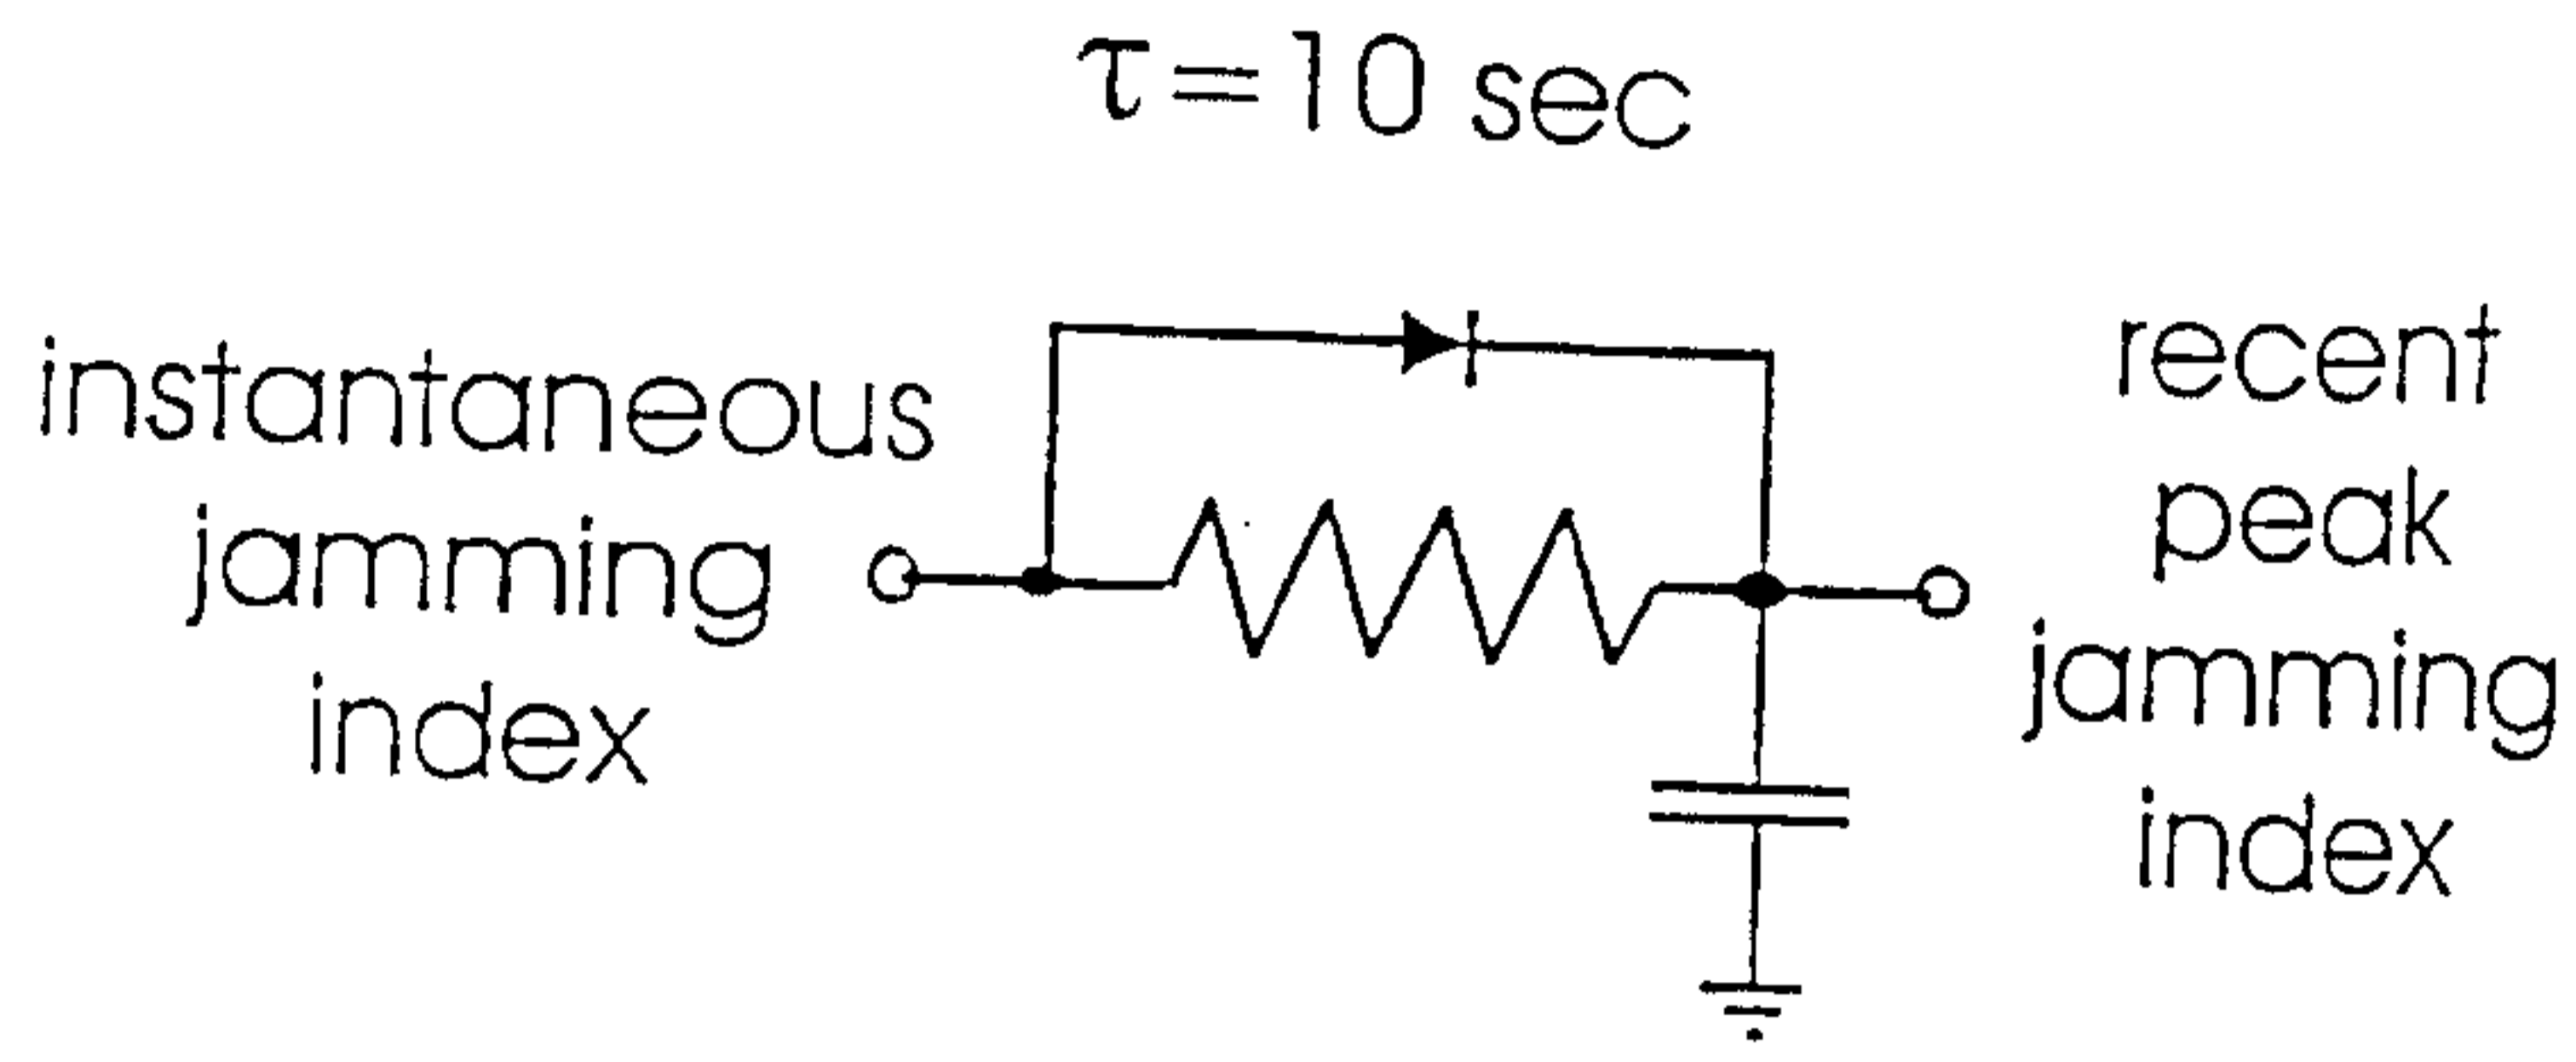 τ=10 sec
instantaneous
jamming
index
recent
peak
jamming
index